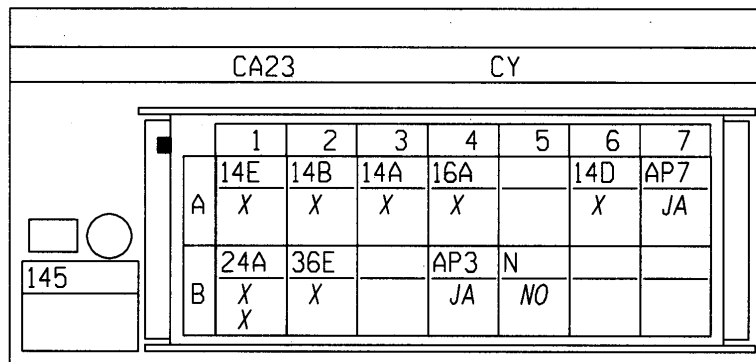 CA23 CY
1 2 3 4 5 6 7
A 14E 14B 14A 16A 14D AP7
X X X X X JA
145
B 24A 36E AP3 N
X X JA NO
X